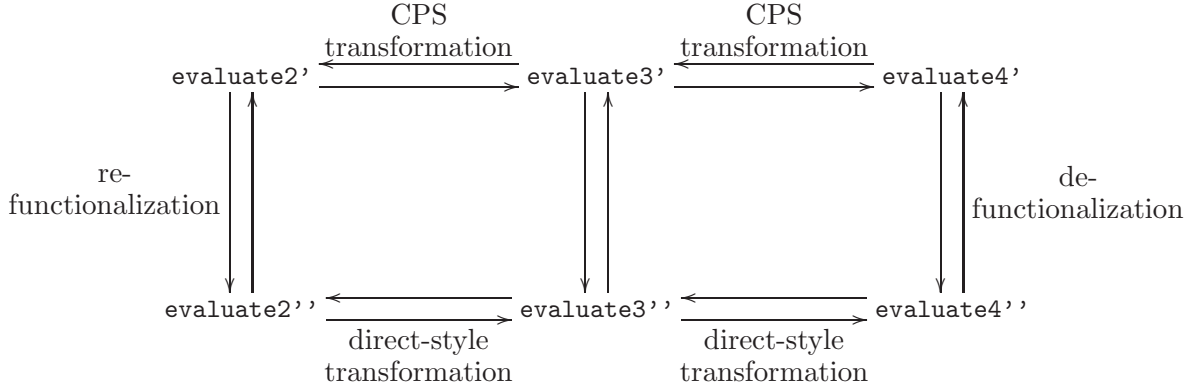 CPS
transformation
CPS
transformation
evaluate2'
evaluate3'
evaluate4'
re-
functionalization
de-
functionalization
evaluate2''
evaluate3''
evaluate4''
direct-style
transformation
direct-style
transformation